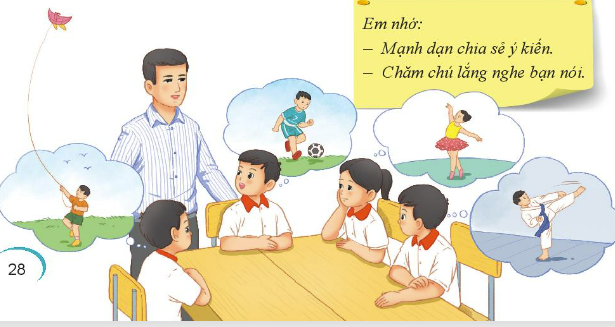 Em nhớ:
– Mạnh dạn chia sẻ ý kiến.
– Chăm chú lắng nghe bạn nói.
28